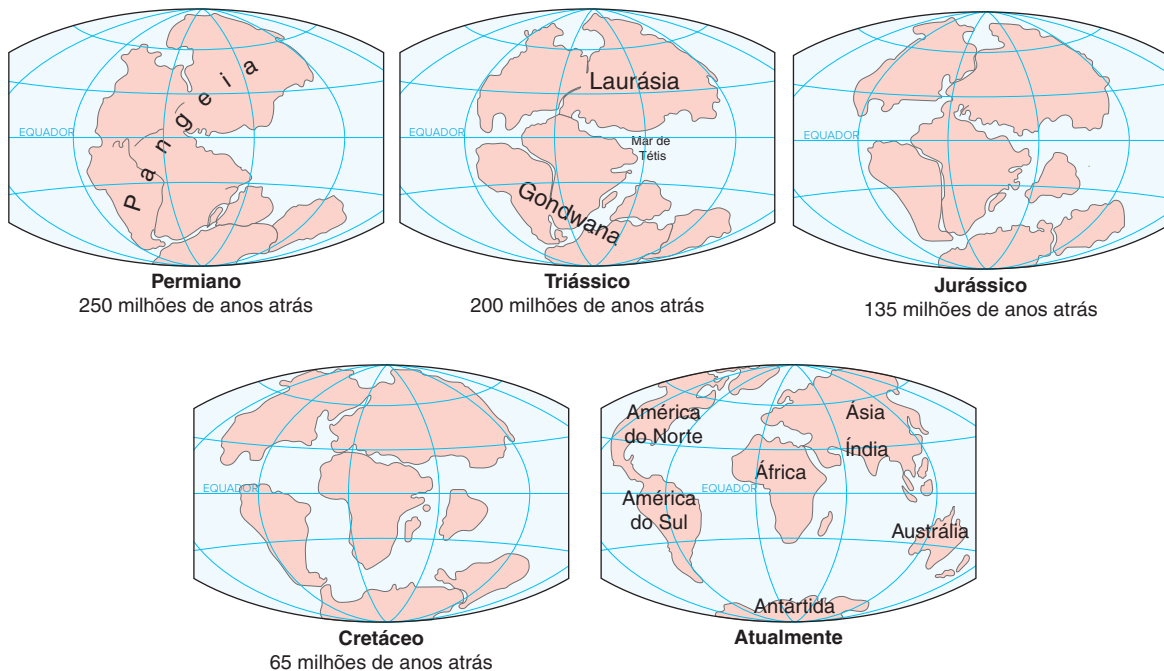 Pangeia
EQUADOR
Permiano
250 milhões de anos atrás
Laurásia
EQUADOR
Mar de
Tétis
Gondwana
Triássico
200 milhões de anos atrás
EQUADOR
Jurássico
135 milhões de anos atrás
EQUADOR
Cretáceo
65 milhões de anos atrás
América
do Norte
Ásia
Índia
África
EQUADOR
América
do Sul
Austrália
Antártida
Atualmente